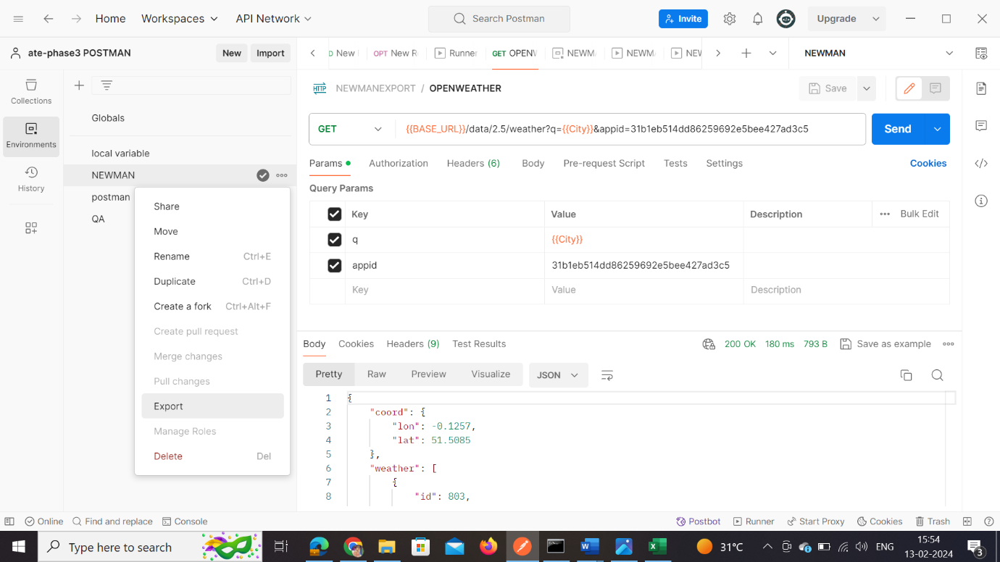 Home Workspaces API Network Search Postman Invite Upgrade
ate-phase3 POSTMAN New Import
New OPT New R Runner GET OPENW NEWM NEWM NEW NEWMAN
Collections
Environments
History
Globals
local variable
NEWMAN
postman
QA
Share
Move
Rename Ctrl+E
Duplicate Ctrl+D
Create a fork Ctrl+Alt+F
Create pull request
Merge changes
Pull changes
Export
Manage Roles
Delete Del
HTTP NEWMANEXPORT / OPENWEATHER Save
GET {{BASE_URL}}/data/2.5/weather?q={{City}}&appid=31b1eb514dd86259692e5bee427ad3c5 Send
Params Authorization Headers (6) Body Pre-request Script Tests Settings Cookies
Query Params
Key Value Description Bulk Edit
q {{City}}
appid 31b1eb514dd86259692e5bee427ad3c5
Key Value Description
Body Cookies Headers (9) Test Results 200 OK 180 ms 793 B Save as example
Pretty Raw Preview Visualize JSON
1 {
2 "coord": {
3 "lon": -0.1257,
4 "lat": 51.5085
5 },
6 "weather": [
7 {
8 "id": 803,
Online Find and replace Console Postbot Runner Start Proxy Cookies Trash
Type here to search 31°C ENG 15:54
13-02-2024 3